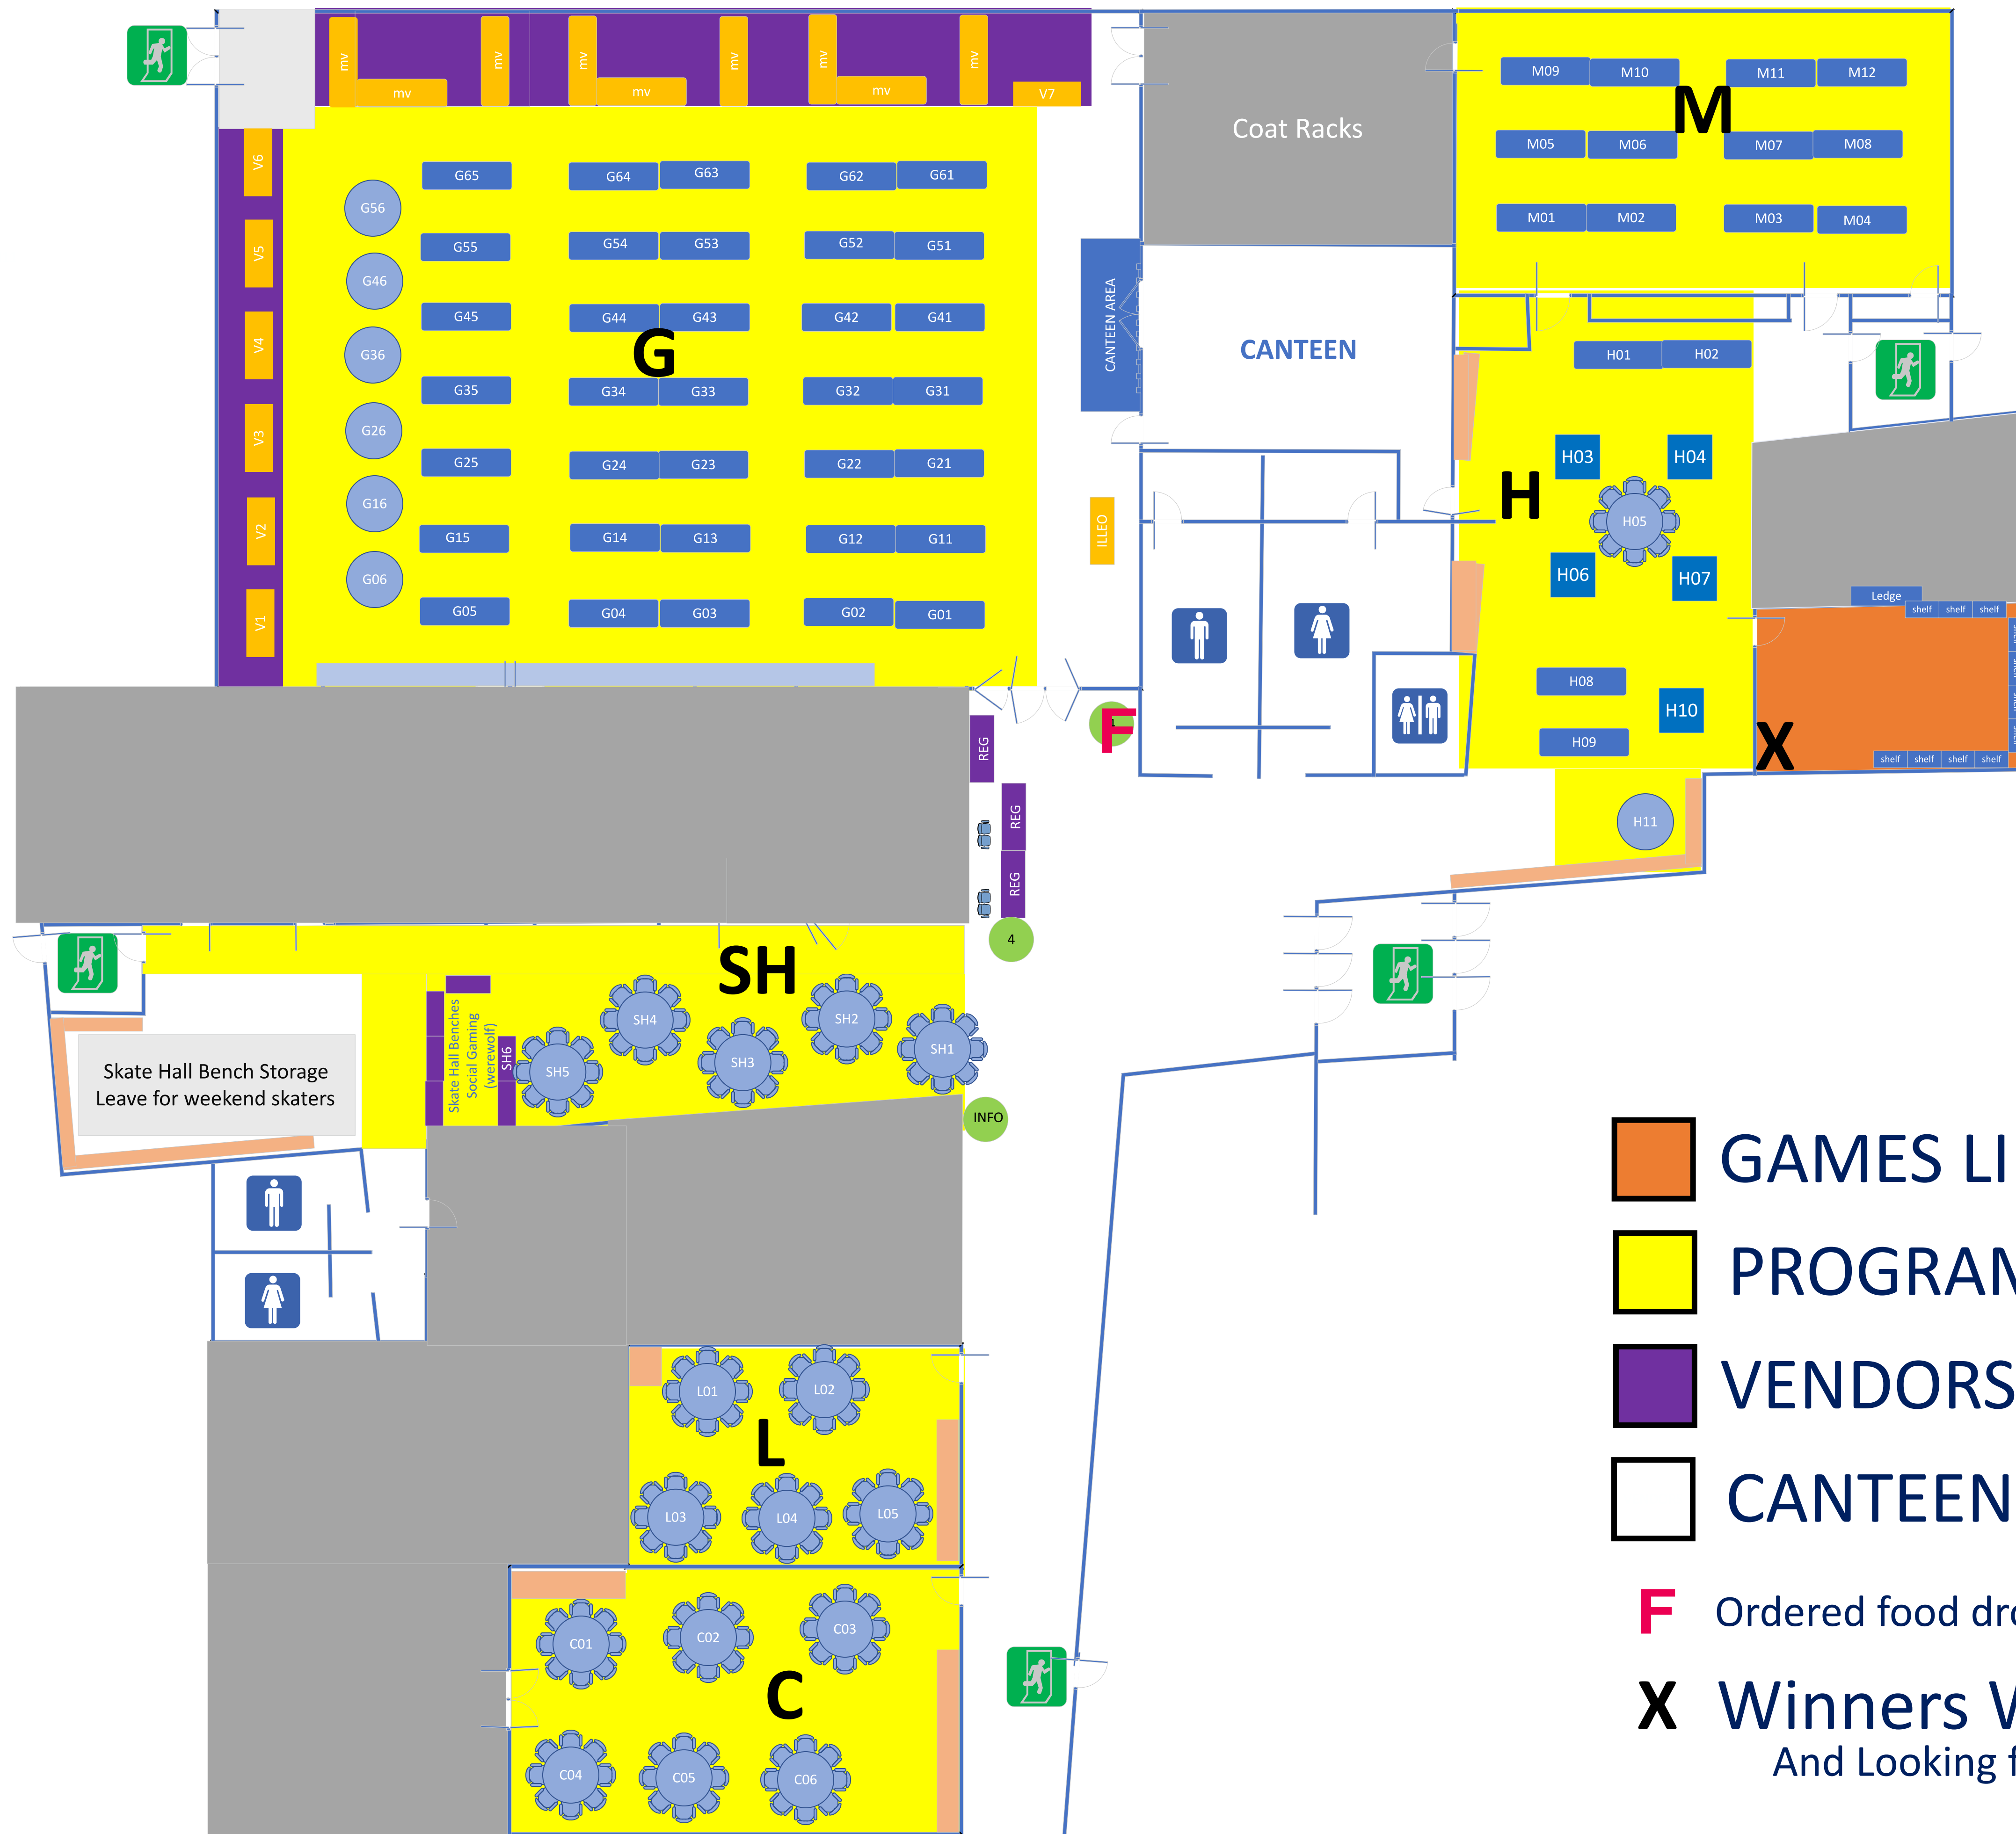 mv
mv
mv
mv
mv
mv
mv
mv
mv
V7
V6
V5
V4
V3
V2
V1
G65
G64
G63
G62
G61
G56
G55
G54
G53
G52
G51
G46
G45
G44
G43
G42
G41
G
G36
G35
G34
G33
G32
G31
G26
G25
G24
G23
G22
G21
G16
G15
G14
G13
G12
G11
G06
G05
G04
G03
G02
G01
Coat Racks
CANTEEN AREA
CANTEEN
ILLEO
M09
M10
M11
M12
M
M05
M06
M07
M08
M01
M02
M03
M04
H01
H02
H03
H04
H
H05
H06
H07
H08
H10
H09
H11
Ledge
shelf
shelf
shelf
shelf
shelf
shelf
shelf
shelf
shelf
shelf
shelf
X
F
REG
REG
REG
4
SH
SH4
SH2
SH3
SH1
SH5
SH6
Skate Hall Benches
Social Gaming
(werewolf)
Skate Hall Bench Storage
Leave for weekend skaters
INFO
L01
L02
L
L03
L04
L05
C01
C02
C03
C
C04
C05
C06
GAMES LI
PROGRAM
VENDORS
CANTEEN
F Ordered food dro
X Winners W
And Looking f